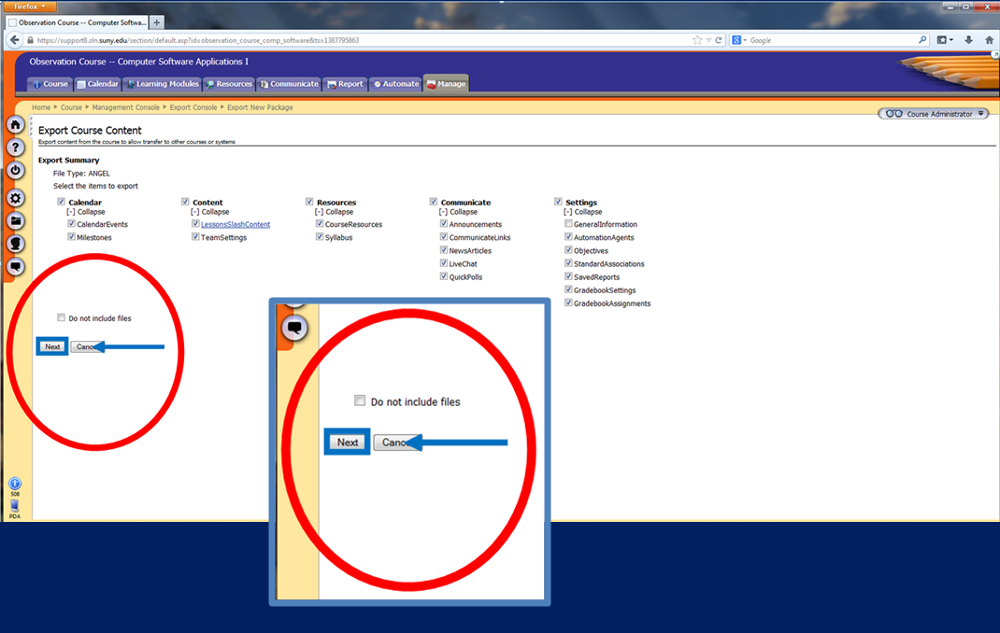 Firefox
Observation Course -- Computer Softwa...
https://support8.sln.suny.edu/section/default.asp?id=observation_course_comp_software&ts=1387795863
Google
Observation Course -- Computer Software Applications I
Course Calendar Learning Modules Resources Communicate Report Automate Manage
Home Course Management Console Export Console Export New Package
Course Administrator
Export Course Content
Export content from the course to allow transfer to other courses or systems
Export Summary
File Type: ANGEL
Select the items to export
Calendar Content Resources Communicate Settings
[-] Collapse [-] Collapse [-] Collapse [-] Collapse [-] Collapse
CalendarEvents LessonsSlashContent CourseResources Announcements GeneralInformation
Milestones TeamSettings Syllabus CommunicateLinks AutomationAgents
NewsArticles Objectives
LiveChat StandardAssociations
QuickPolls SavedReports
GradebookSettings
GradebookAssignments
Do not include files
Next Canc
Do not include files
Next Canc
S08
PDA